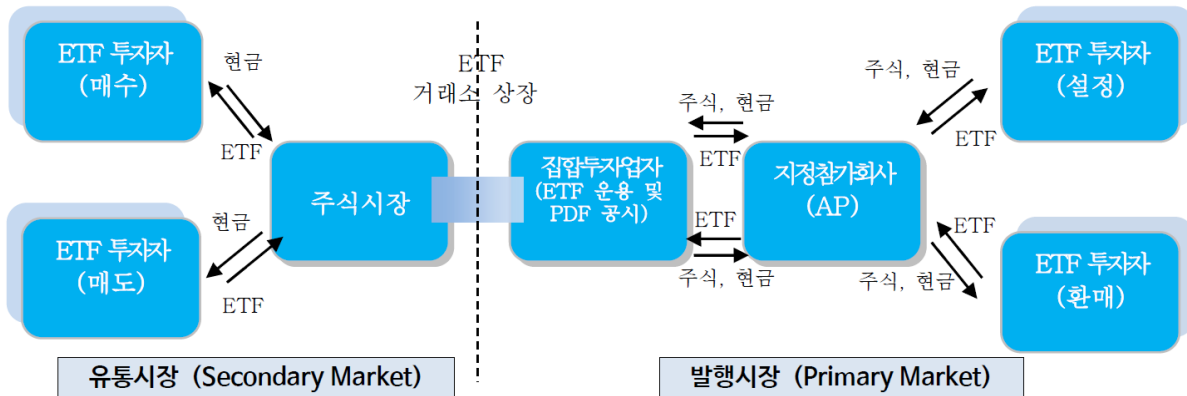 ETF 투자자
(매수)
현금
ETF
ETF 투자자
(매도)
현금
ETF
주식시장
ETF
거래소 상장
집합투자업자
(ETF 운용 및
PDF 공시)
주식, 현금
ETF
ETF
주식, 현금
지정참가회사
(AP)
주식, 현금
ETF
ETF 투자자
(설정)
ETF
주식, 현금
ETF 투자자
(환매)
유통시장 (Secondary Market)
발행시장 (Primary Market)